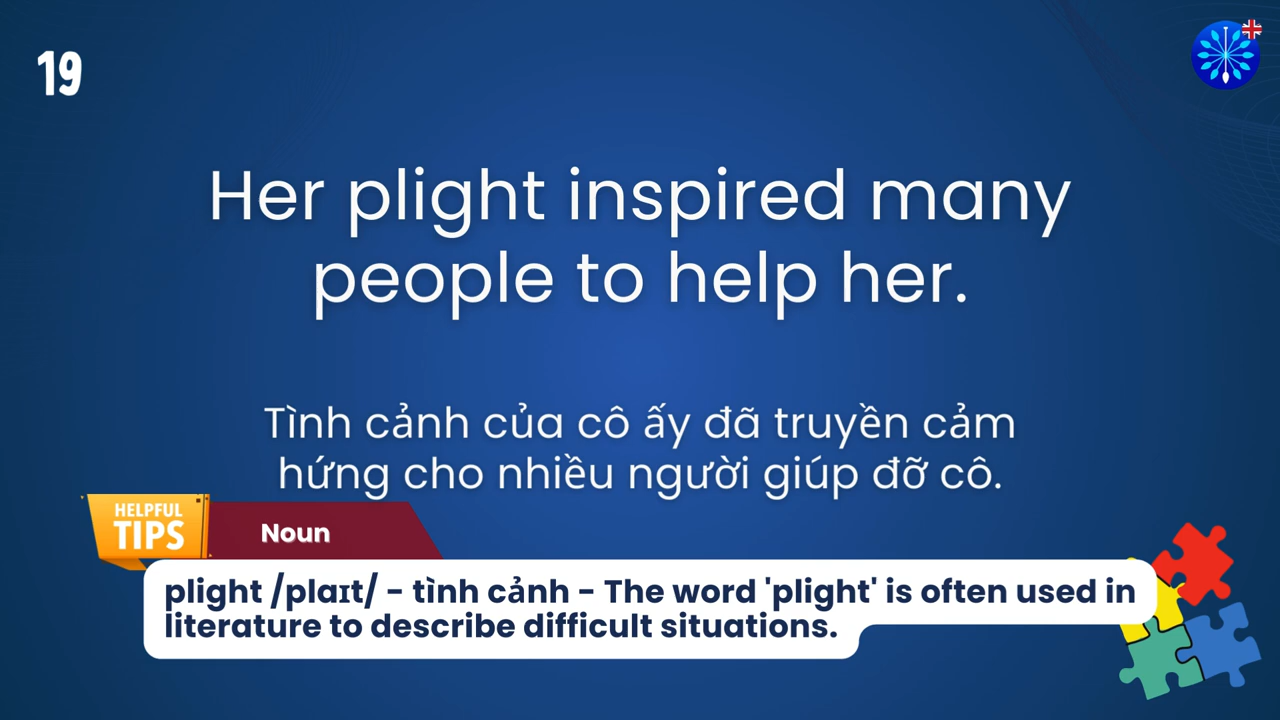 19
Her plight inspired many
people to help her.
Tình cảnh của cô ấy đã truyền cảm
hứng cho nhiều người giúp đỡ cô.
HELPFUL
TIPS
Noun
plight /plaɪt/ - tình cảnh - The word 'plight' is often used in
literature to describe difficult situations.